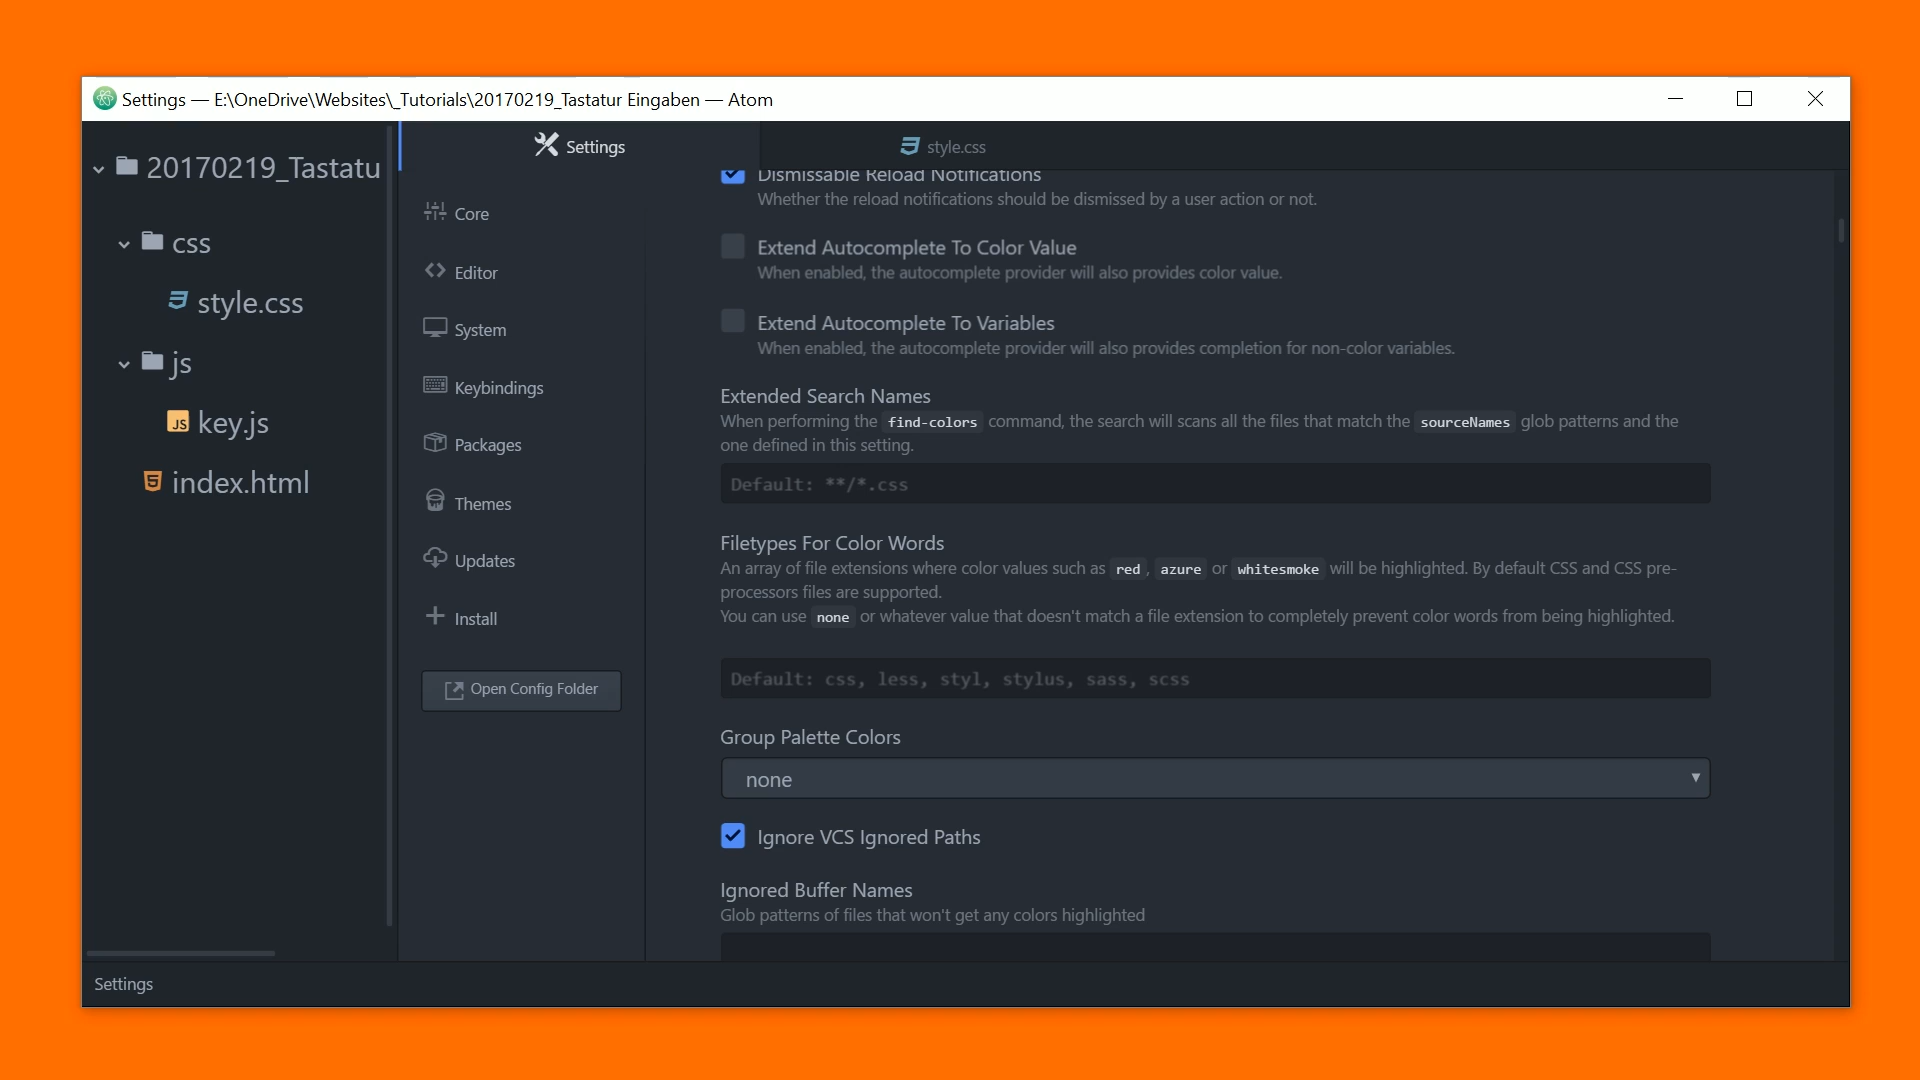 Settings — E:\OneDrive\Websites\_Tutorials\20170219_Tastatur Eingaben — Atom
20170219_Tastatu
css
style.css
js
key.js
index.html
Settings
style.css
Core
Editor
System
Keybindings
Packages
Themes
Updates
Install
Open Config Folder
Dismissable Reload Notifications
Whether the reload notifications should be dismissed by a user action or not.
Extend Autocomplete To Color Value
When enabled, the autocomplete provider will also provides color value.
Extend Autocomplete To Variables
When enabled, the autocomplete provider will also provides completion for non-color variables.
Extended Search Names
When performing the find-colors command, the search will scans all the files that match the sourceNames glob patterns and the
one defined in this setting.
Default: **/*.css
Filetypes For Color Words
An array of file extensions where color values such as red, azure or whitesmoke will be highlighted. By default CSS and CSS pre-
processors files are supported.
You can use none or whatever value that doesn't match a file extension to completely prevent color words from being highlighted.
Default: css, less, styl, stylus, sass, scss
Group Palette Colors
none
Ignore VCS Ignored Paths
Ignored Buffer Names
Glob patterns of files that won't get any colors highlighted
Settings